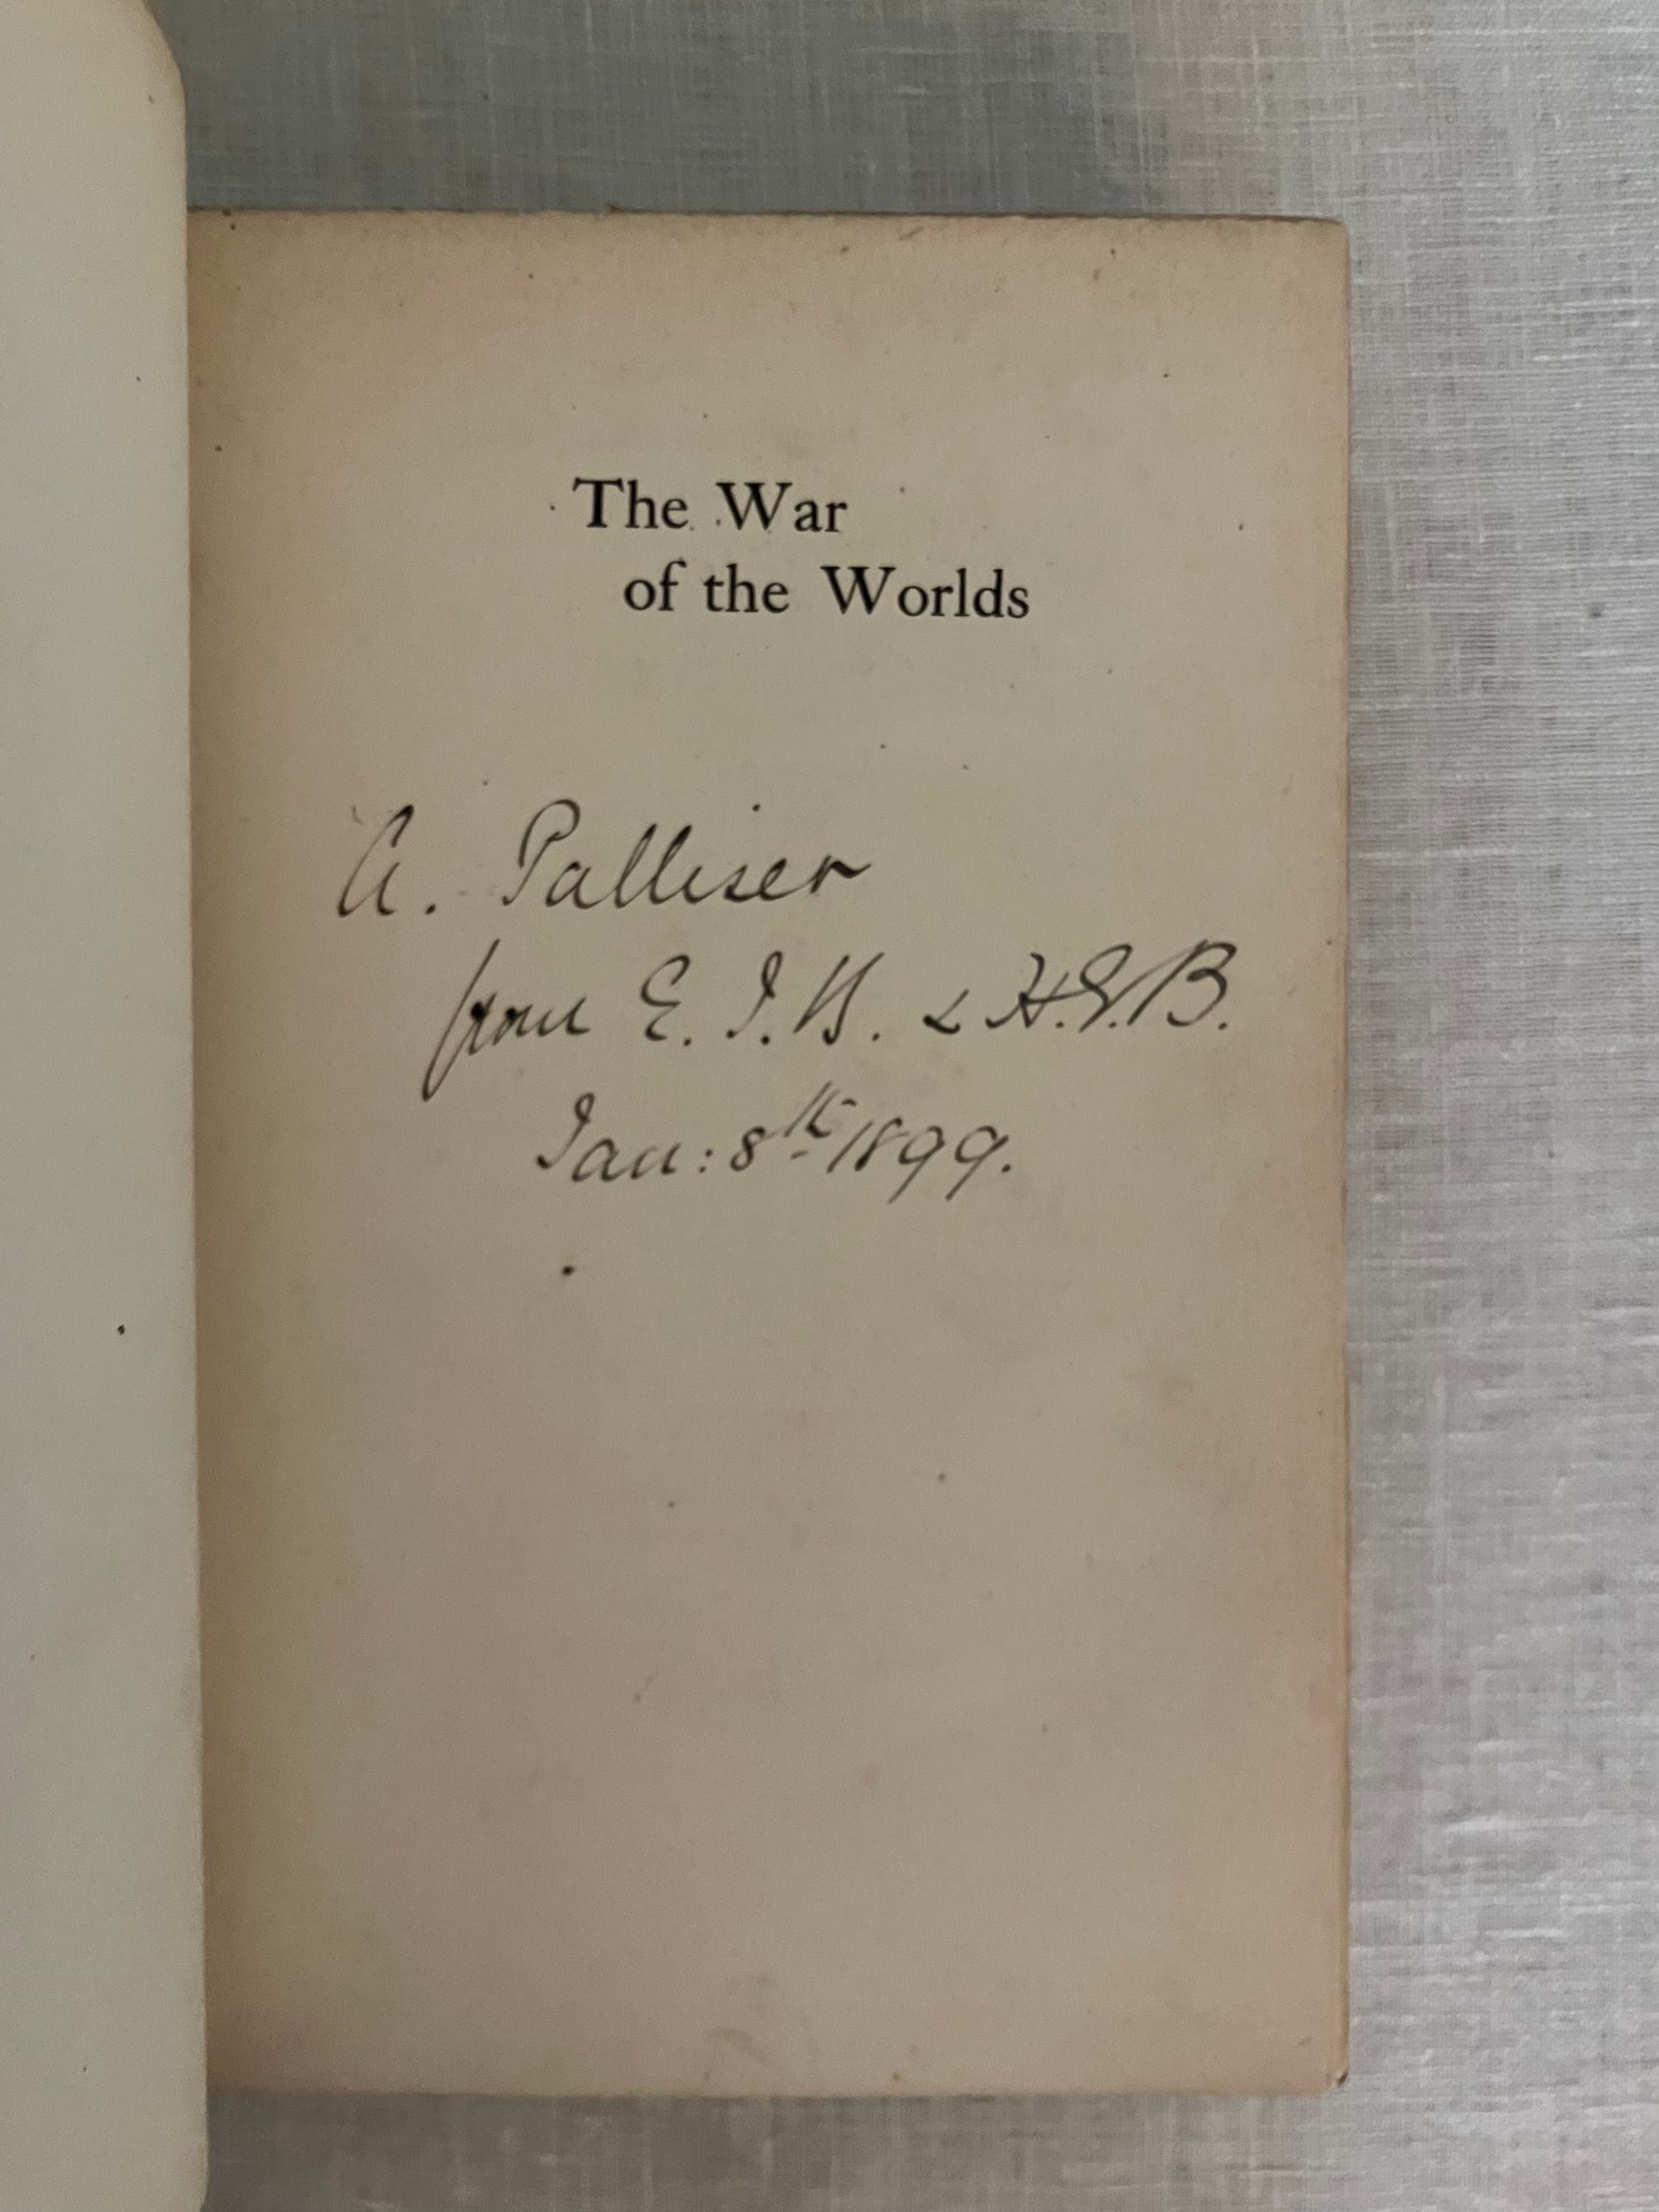 The War
of the Worlds
A. Palliser
from E. I. B. & H.E.B.
Jan: 8th 1899.